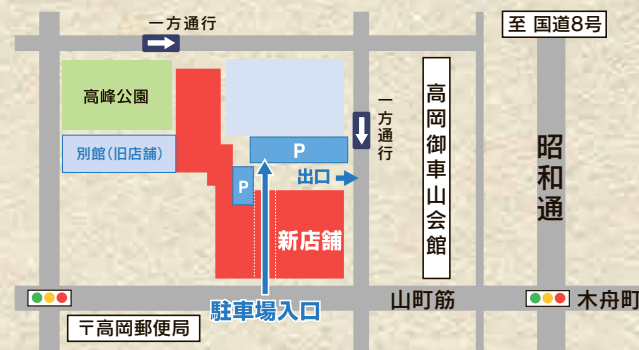 一方通行
至 国道8号
高峰公園
別館（旧店舗）
P
P
出口
一方通行
高岡御車山会館
昭和通
新店舗
駐車場入口
山町筋
木舟町
〒高岡郵便局